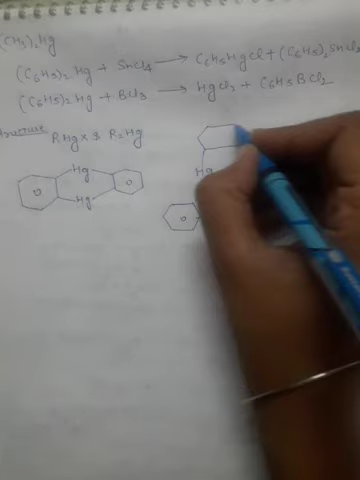 (CH3)2Hg
(C6H5)2Hg + SnCl4 → C6H5HgCl + (C6H5)2SnCl2
(C6H5)2Hg + BCl3 → HgCl2 + C6H5BCl2
Structure RHgX & R2Hg
Hg
Hg
Hg